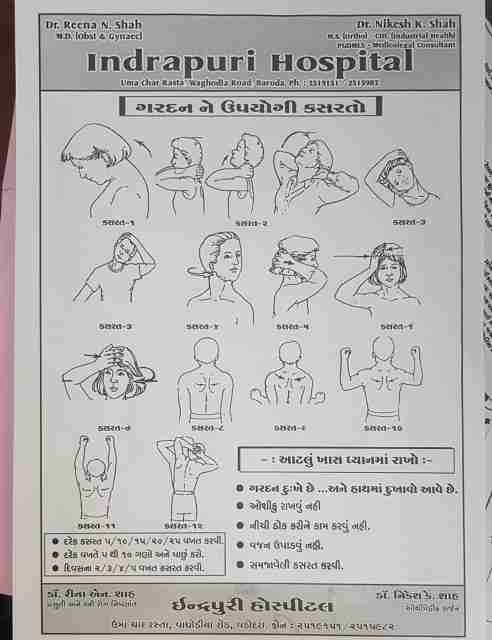 Dr. Reena N. Shah
M.D. (Obst & Gynaec)
Dr. Nikesh K. Shah
M.S. (ortho) - CIH, (Industrial Health)
PGDMLS - Medicolegal Consultant
Indrapuri Hospital
Uma Char Rasta Waghodia Road Baroda. Ph. : 2519151 2515982
ગરદન ને ઉપયોગી કસરતો
કસરત-૧
કસરત-૨
કસરત-૩
કસરત-૩
કસરત-૪
કસરત-૫
કસરત-૬
કસરત-૭
કસરત-૮
કસરત-૯
કસરત-૧૦
કસરત-૧૧
કસરત-૧૨
-: આટલું ખાસ ધ્યાનમાં રાખો :-
● ગરદન દુઃખે છે ...અને હાથમાં દુખાવો આવે છે.
● ઓશીકુ રાખવું નહી
● નીચી ડોક કરીને કામ કરવું નહી.
● વજન ઉપાડવું નહી.
● સમજાવેલી કસરત કરવી.
● દરેક કસરત ૫/૧૦/૧૫/૨૦/૨૫ વખત કરવી.
● દરેક વખતે ૫ થી ૧૦ ગણો અને પાછું કરો.
● દિવસના ૨/૩/૪/૫ વખત કસરત કરવી.
ડૉ. રીના એન. શાહ
પ્રસુતી અને સ્ત્રી રોગ નિષ્ણાંત
ઈન્દ્રપુરી હોસ્પીટલ
ડૉ. નિકેશ કે. શાહ
ઓર્થોપેડિક સર્જન
ઉમા ચાર રસ્તા, વાઘોડીયા રોડ, વડોદરા. ફોન : ૨૫૧૯૧૫૧ / ૨૫૧૫૯૮૨